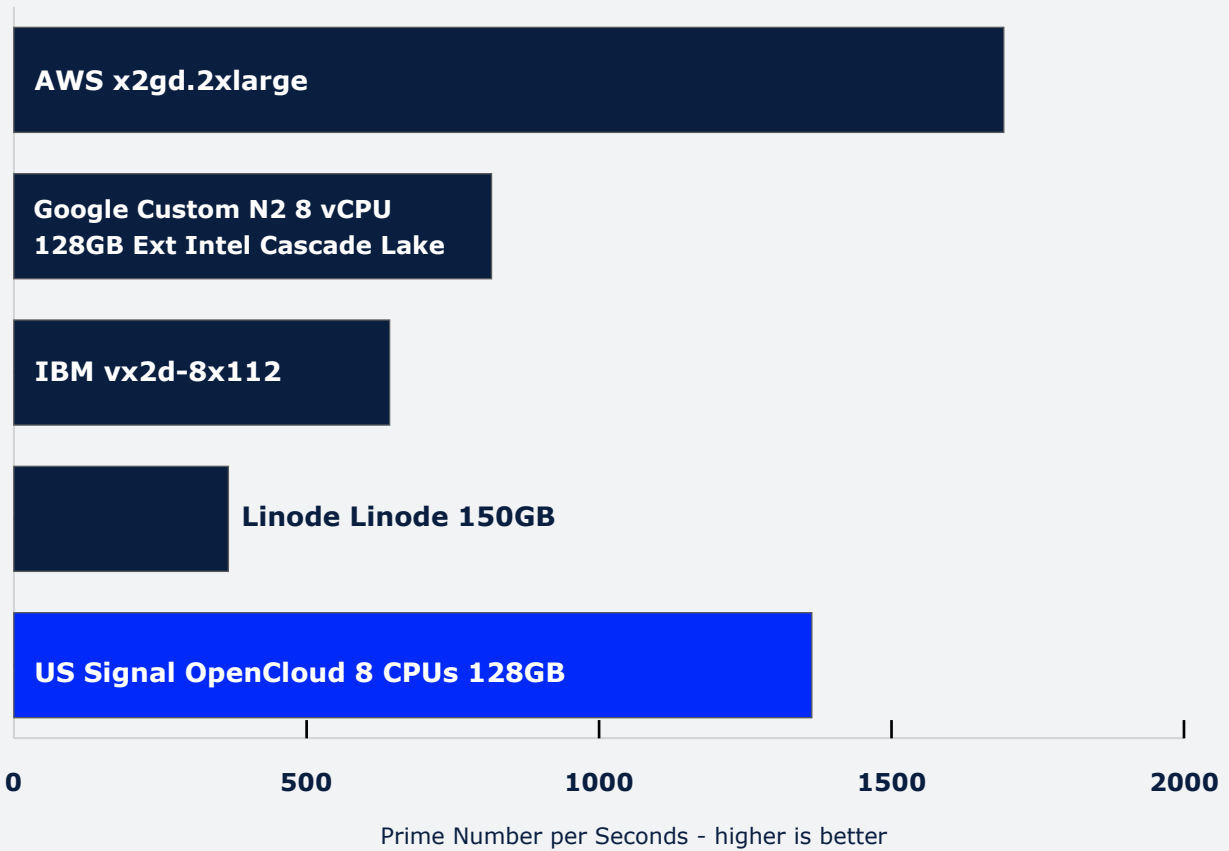 AWS x2gd.2xlarge
Google Custom N2 8 vCPU
128GB Ext Intel Cascade Lake
IBM vx2d-8x112
Linode Linode 150GB
US Signal OpenCloud 8 CPUs 128GB
0 500 1000 1500 2000
Prime Number per Seconds - higher is better